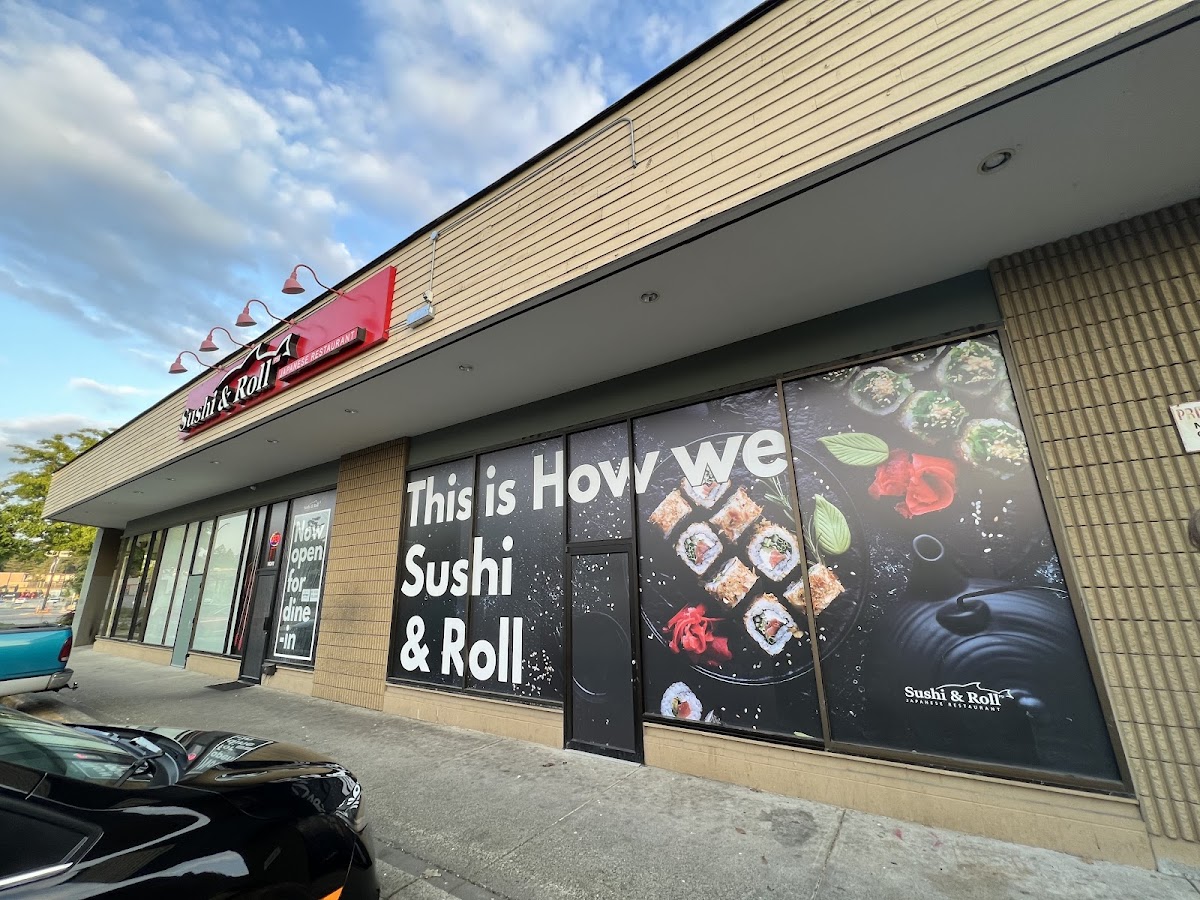 Sushi & Roll
JAPANESE RESTAURANT
Now
open
for
dine
-in
This is How we
Sushi
& Roll
Sushi & Roll
JAPANESE RESTAURANT